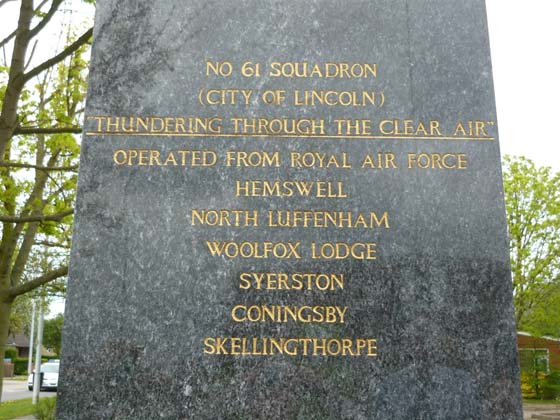 NO 61 SQUADRON
(CITY OF LINCOLN)
"THUNDERING THROUGH THE CLEAR AIR"
OPERATED FROM ROYAL AIR FORCE
HEMSWELL
NORTH LUFFENHAM
WOOLFOX LODGE
SYERSTON
CONINGSBY
SKELLINGTHORPE